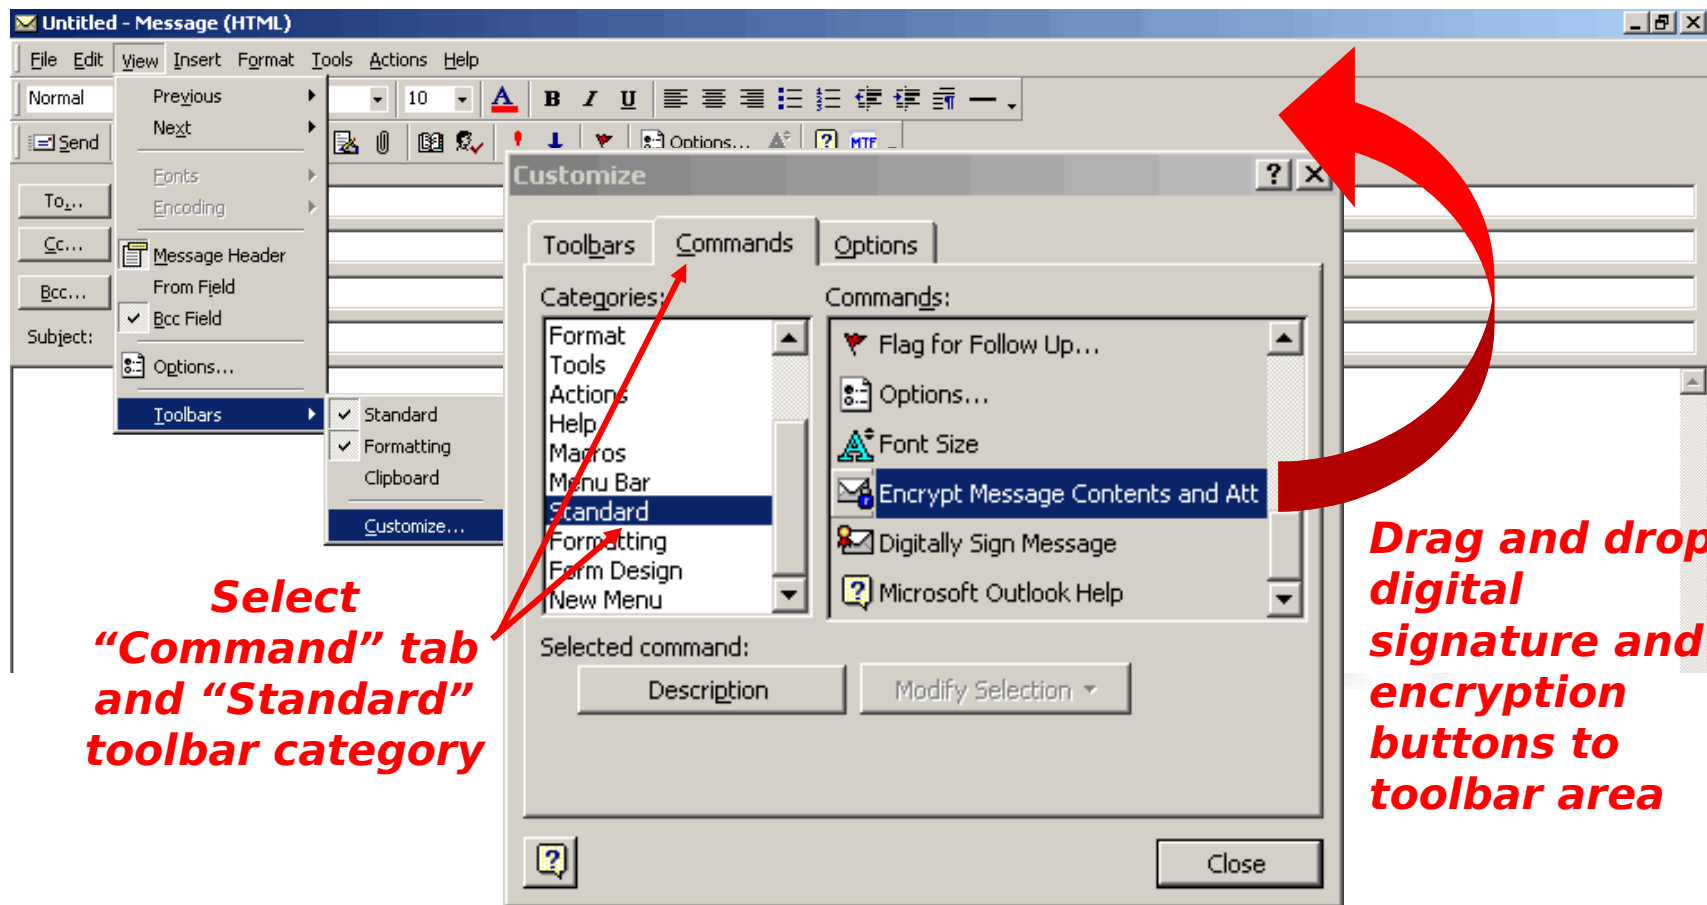 Untitled - Message (HTML)
File Edit View Insert Format Tools Actions Help
Normal
10
A B I U
Send
Options...
MTF
Previous
Next
Fonts
Encoding
Message Header
From Field
Bcc Field
Options...
Toolbars
To...
Cc...
Bcc...
Subject:
Standard
Formatting
Clipboard
Customize...
Customize
Toolbars Commands Options
Categories:
Format
Tools
Actions
Help
Macros
Menu Bar
Standard
Formatting
Form Design
New Menu
Commands:
Flag for Follow Up...
Options...
Font Size
Encrypt Message Contents and Att
Digitally Sign Message
Microsoft Outlook Help
Selected command:
Description
Modify Selection
Close
Select
“Command” tab
and “Standard”
toolbar category
Drag and drop
digital
signature and
encryption
buttons to
toolbar area